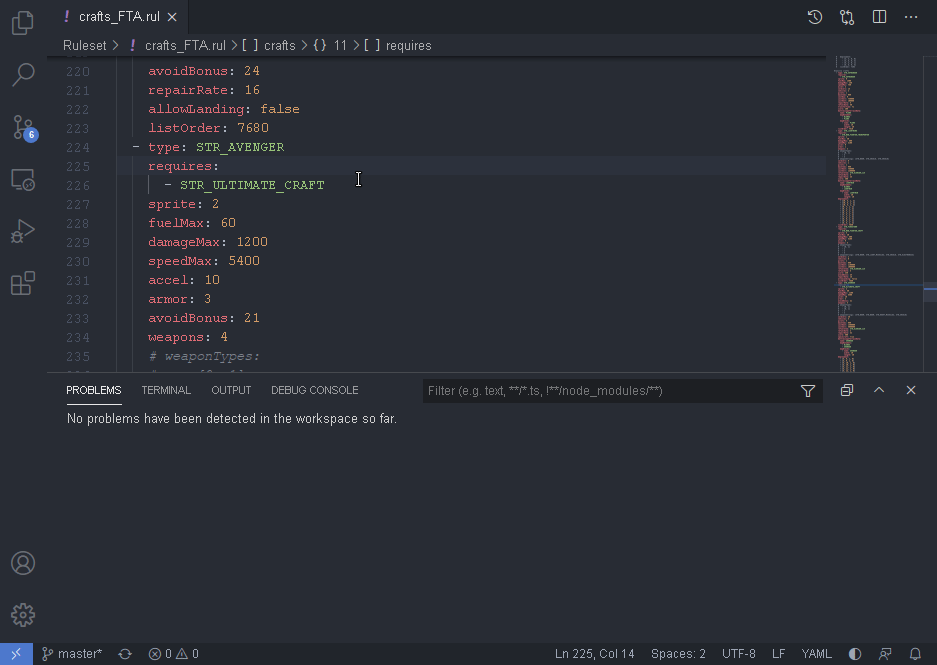 ! crafts_FTA.rul
Ruleset > ! crafts_FTA.rul > [ ] crafts > {} 11 > [ ] requires
220 avoidBonus: 24
221 repairRate: 16
222 allowLanding: false
223 listOrder: 7680
224 - type: STR_AVENGER
225 requires:
226 - STR_ULTIMATE_CRAFT
227 sprite: 2
228 fuelMax: 60
229 damageMax: 1200
230 speedMax: 5400
231 accel: 10
232 armor: 3
233 avoidBonus: 21
234 weapons: 4
235 # weaponTypes:
6
PROBLEMS TERMINAL OUTPUT DEBUG CONSOLE Filter (e.g. text, **/*.ts, !**/node_modules/**)
No problems have been detected in the workspace so far.
master* 0 0 Ln 225, Col 14 Spaces: 2 UTF-8 LF YAML